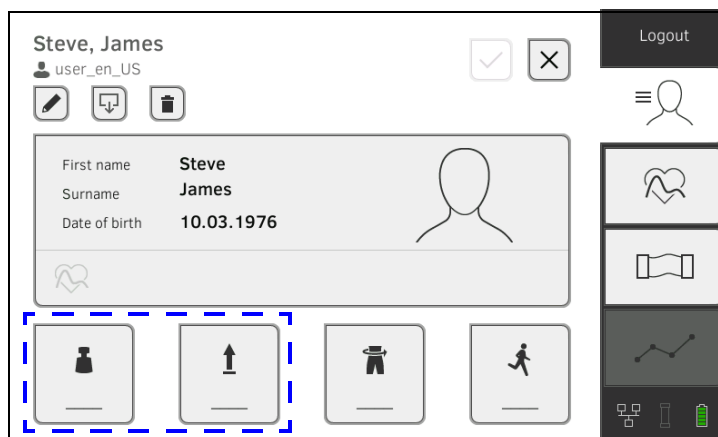 Steve, James
user_en_US
Logout
First name Steve
Surname James
Date of birth 10.03.1976